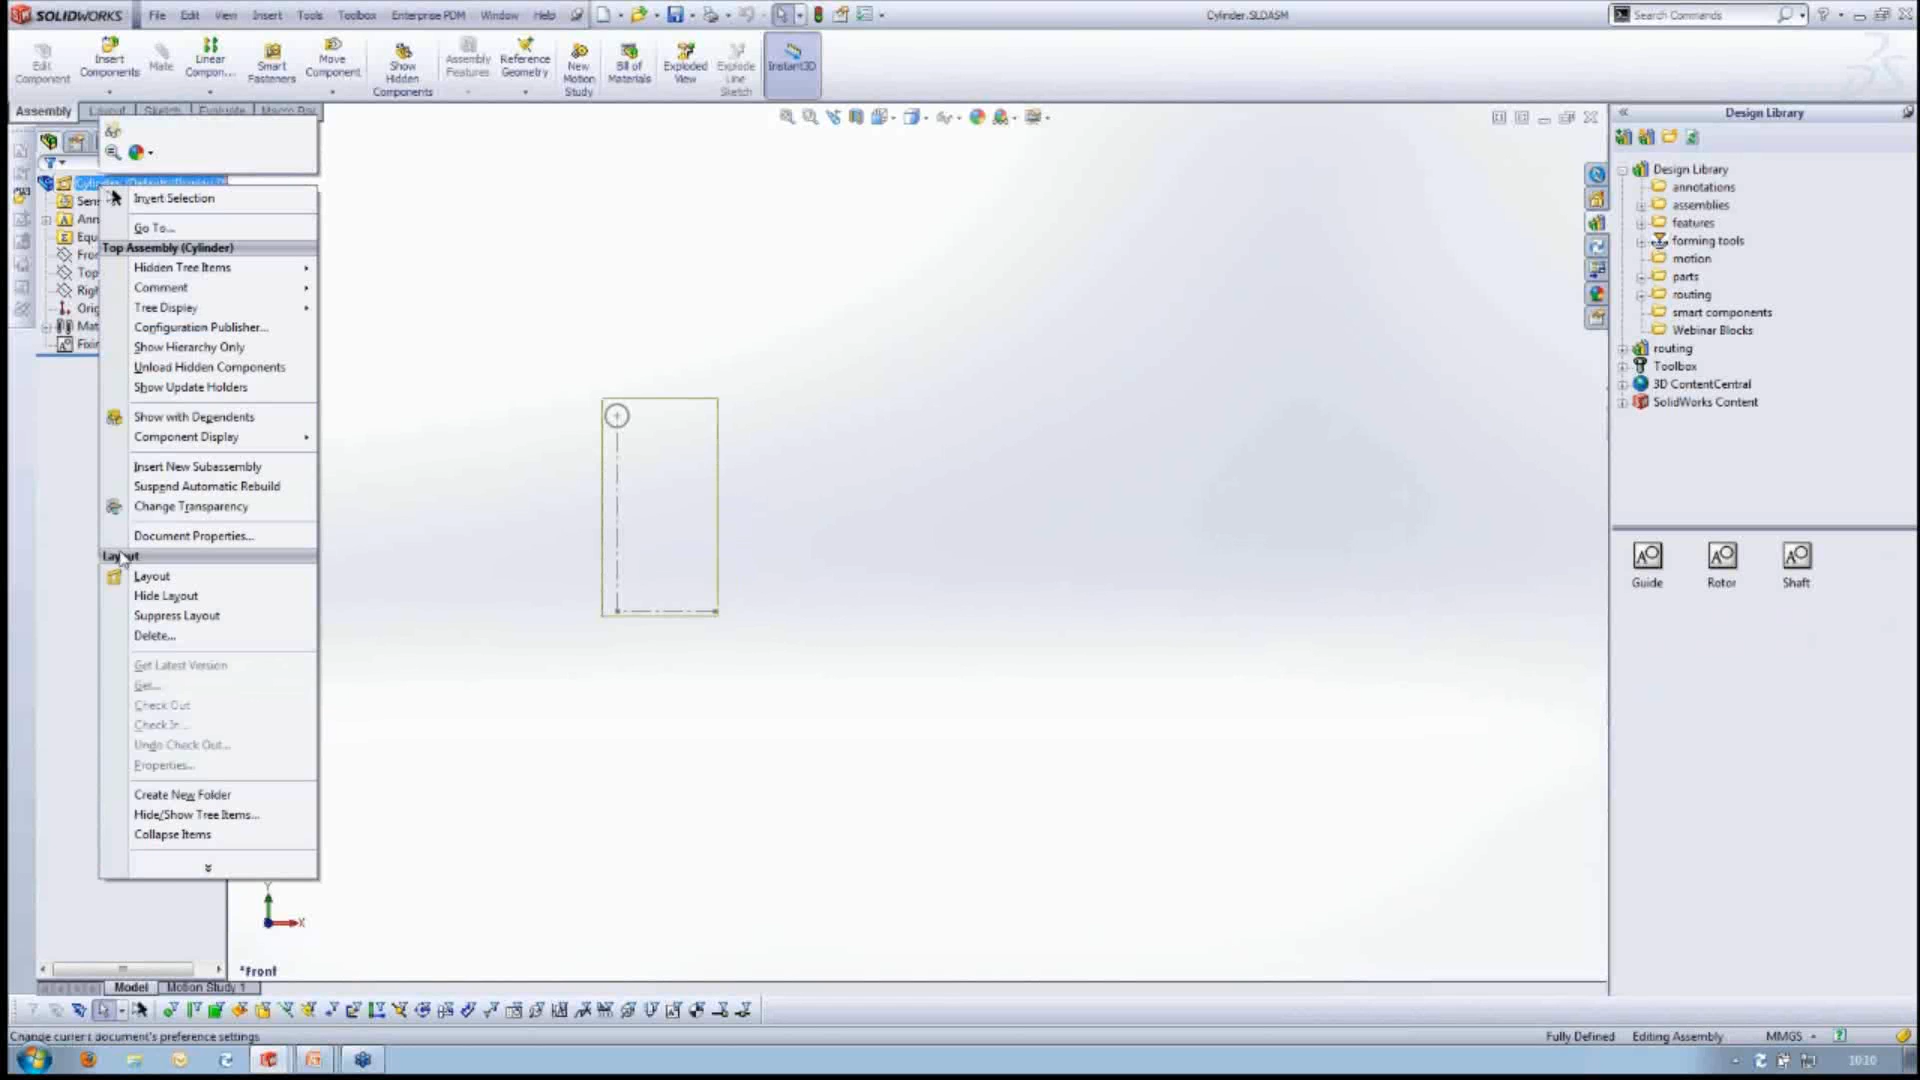 SOLIDWORKS File Edit View Insert Tools Toolbox Enterprise PDM Window Help Cylinder.SLDASM Search Commands
Edit Component
Insert Components
Mate
Linear Compon...
Smart Fasteners
Move Component
Show Hidden Components
Assembly Features
Reference Geometry
New Motion Study
Bill of Materials
Exploded View
Explode Line Sketch
Instant3D
Assembly Layout Sketch Evaluate
Invert Selection
Go To...
Top Assembly (Cylinder)
Hidden Tree Items
Comment
Tree Display
Configuration Publisher...
Show Hierarchy Only
Unload Hidden Components
Show Update Holders
Show with Dependents
Component Display
Insert New Subassembly
Suspend Automatic Rebuild
Change Transparency
Document Properties...
Layout
Layout
Hide Layout
Suppress Layout
Delete...
Get Latest Version
Get...
Check Out
Check In...
Undo Check Out...
Properties...
Create New Folder
Hide/Show Tree Items...
Collapse Items
Y
X
*Front
Model Motion Study 1
Design Library
Design Library
annotations
assemblies
features
forming tools
motion
parts
routing
smart components
Webinar Blocks
routing
Toolbox
3D ContentCentral
SolidWorks Content
Guide Rotor Shaft
Change current document's preference settings Fully Defined Editing Assembly MMGS
10:10